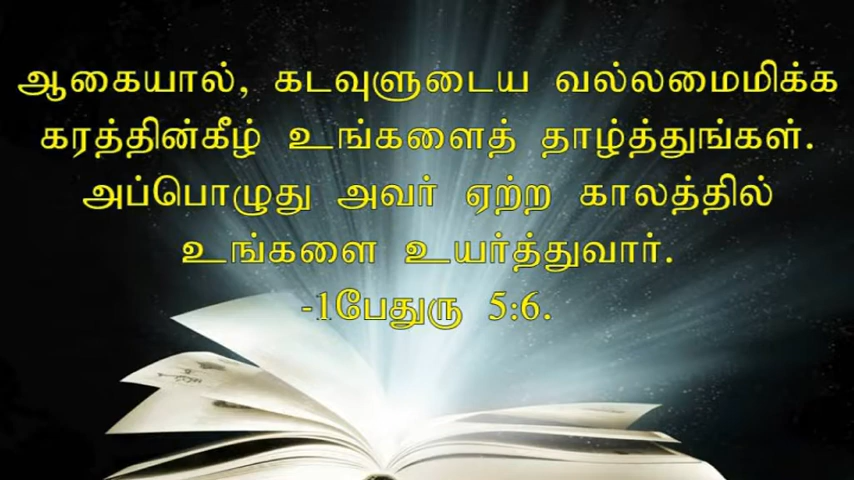 ஆகையால், கடவுளுடைய வல்லமைமிக்க
கரத்தின்கீழ் உங்களைத் தாழ்த்துங்கள்.
அப்பொழுது அவர் ஏற்ற காலத்தில்
உங்களை உயர்த்துவார்.
-1பேதுரு 5:6.